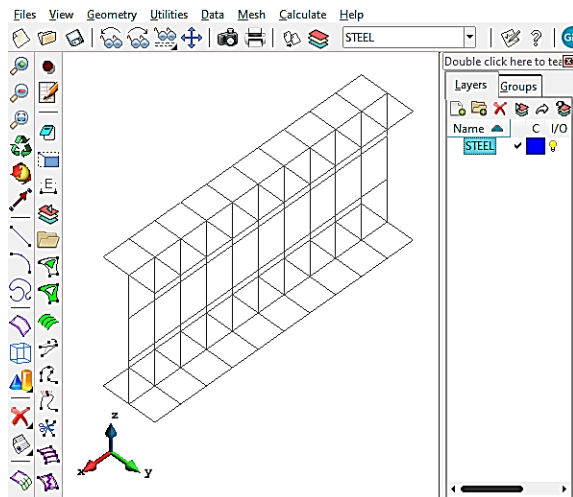 Files View Geometry Utilities Data Mesh Calculate Help
STEEL
Double click here to tea
Layers Groups
Name C I/O
STEEL
E
z
x y